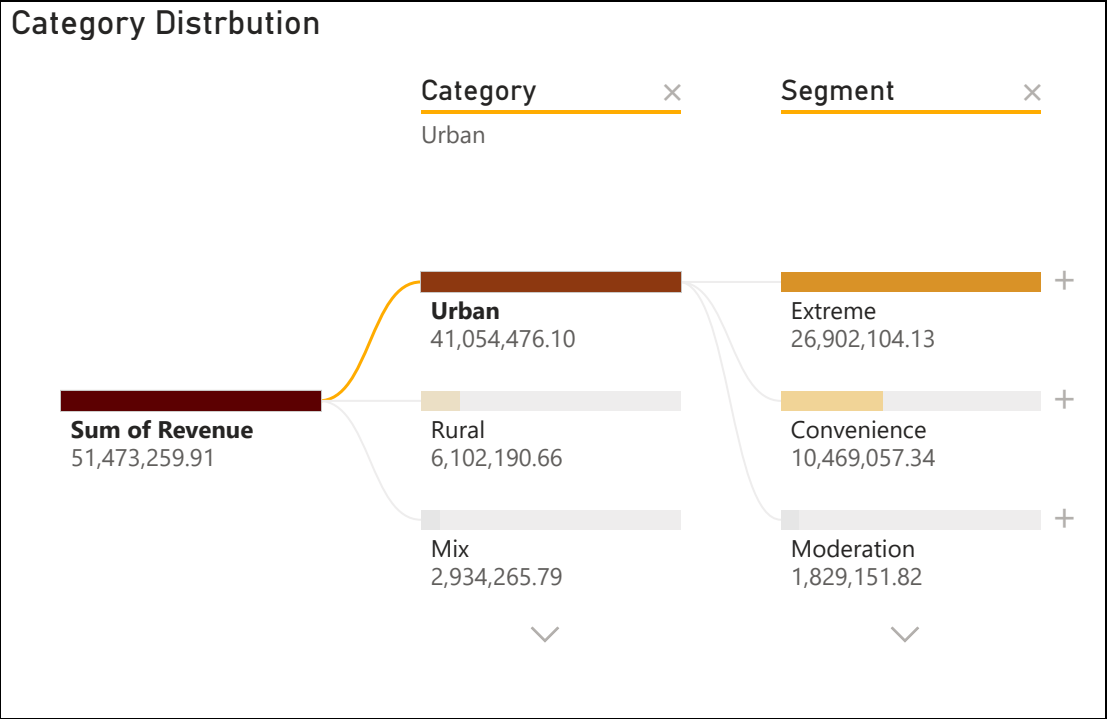 Category Distrbution
Category
Segment
Urban
Urban
41,054,476.10
Extreme
26,902,104.13
Sum of Revenue
51,473,259.91
Rural
6,102,190.66
Convenience
10,469,057.34
Mix
2,934,265.79
Moderation
1,829,151.82